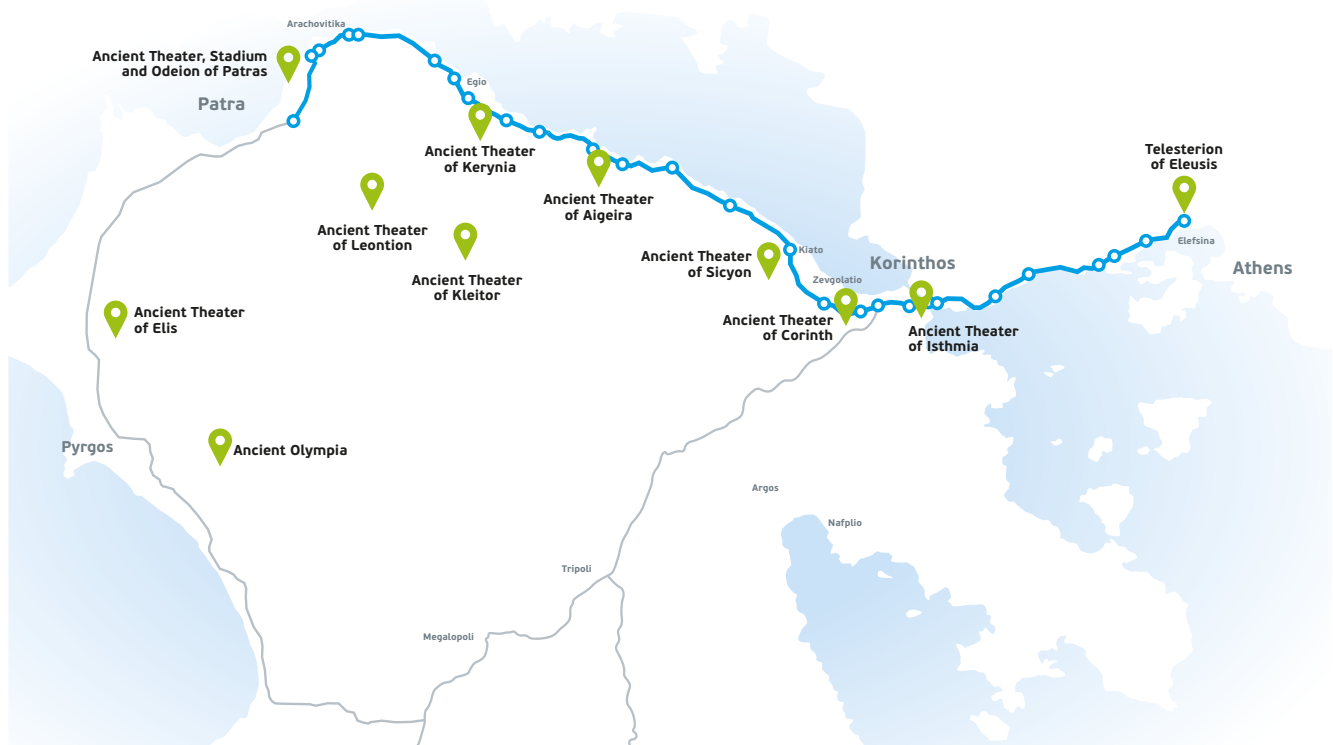 Arachovitika
Ancient Theater, Stadium
and Odeion of Patras
Patra
Egio
Ancient Theater
of Kerynia
Telesterion
of Eleusis
Ancient Theater
of Aigeira
Ancient Theater
of Leontion
Ancient Theater
of Kleitor
Ancient Theater
of Sicyon
Kiato
Korinthos
Zevgolatio
Elefsina
Athens
Ancient Theater
of Elis
Ancient Theater
of Corinth
Ancient Theater
of Isthmia
Pyrgos
Ancient Olympia
Argos
Nafplio
Tripoli
Megalopoli